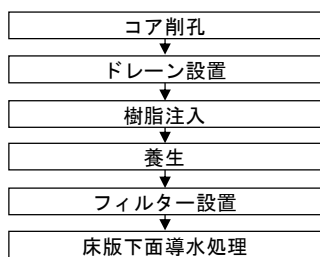 コア削孔
ドレーン設置
樹脂注入
養生
フィルター設置
床版下面導水処理